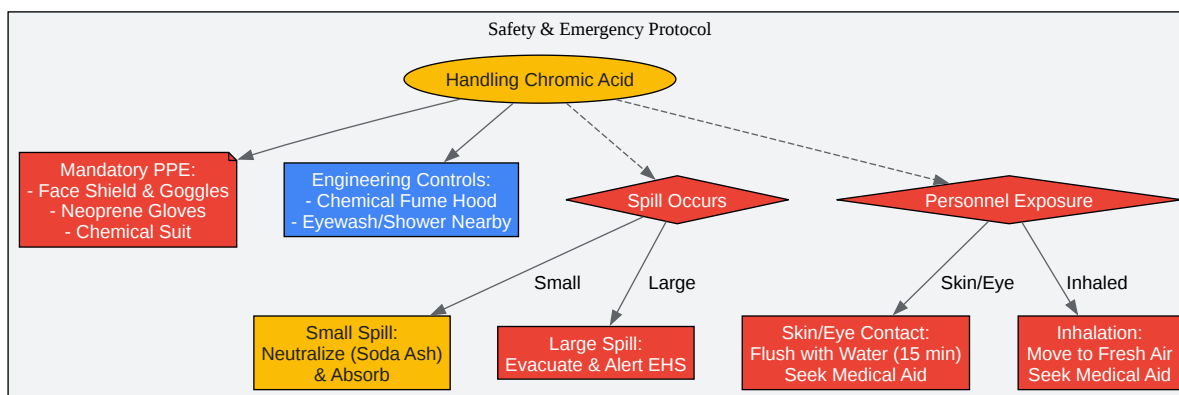 Safety & Emergency Protocol
Handling Chromic Acid
Mandatory PPE:
- Face Shield & Goggles
- Neoprene Gloves
- Chemical Suit
Engineering Controls:
- Chemical Fume Hood
- Eyewash/Shower Nearby
Spill Occurs
Personnel Exposure
Small
Large
Skin/Eye
Inhaled
Small Spill:
Neutralize (Soda Ash)
& Absorb
Large Spill:
Evacuate & Alert EHS
Skin/Eye Contact:
Flush with Water (15 min)
Seek Medical Aid
Inhalation:
Move to Fresh Air
Seek Medical Aid